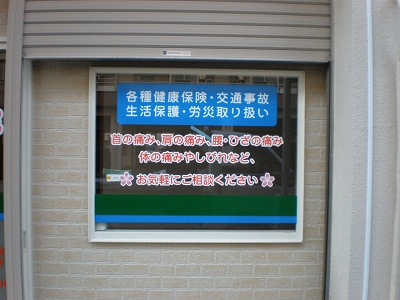 各種健康保険・交通事故
生活保護・労災取り扱い
首の痛み、肩の痛み、腰・ひざの痛み
体の痛みやしびれなど、
お気軽にご相談ください